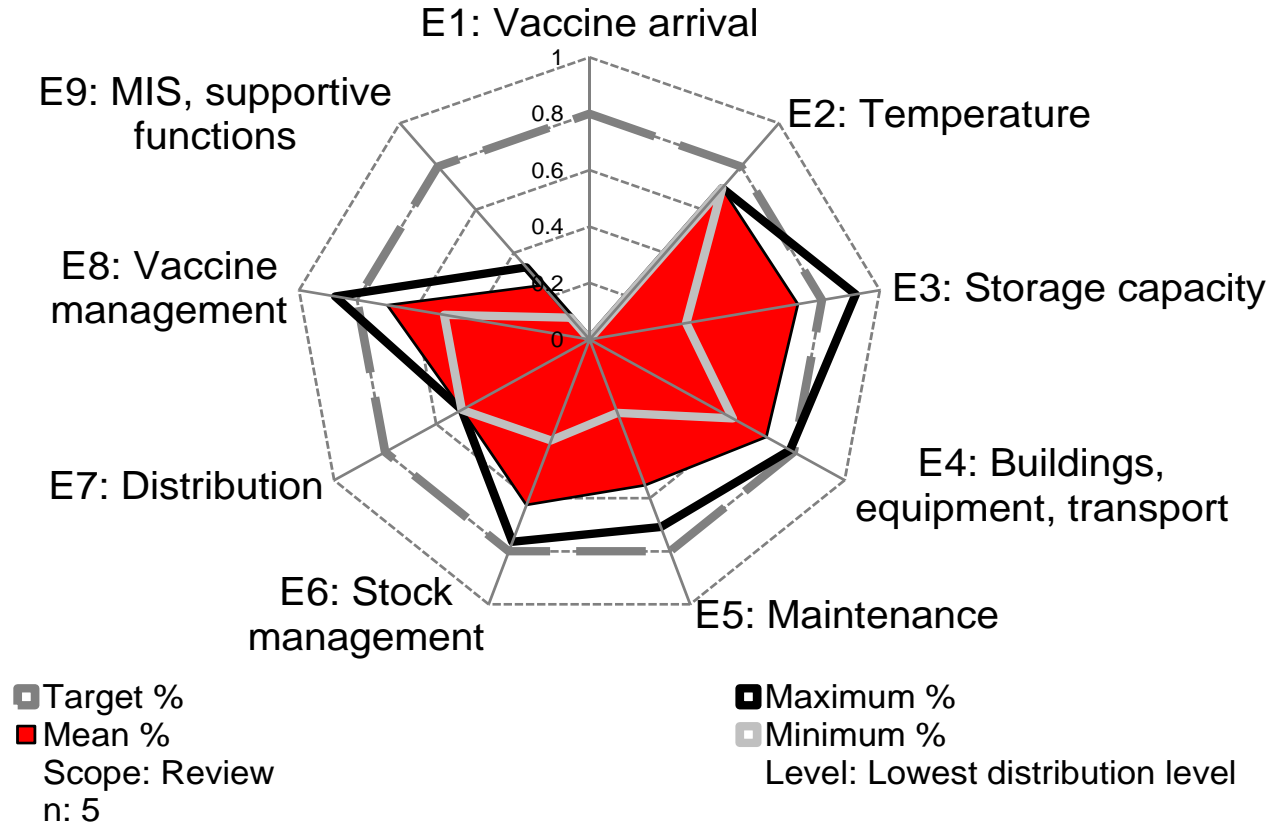 E1: Vaccine arrival
E2: Temperature
E3: Storage capacity
E4: Buildings,
equipment, transport
E5: Maintenance
E6: Stock
management
E7: Distribution
E8: Vaccine
management
E9: MIS, supportive
functions
1
0.8
0.6
0.4
0.2
0
Target %
Mean %
Scope: Review
n: 5
Maximum %
Minimum %
Level: Lowest distribution level